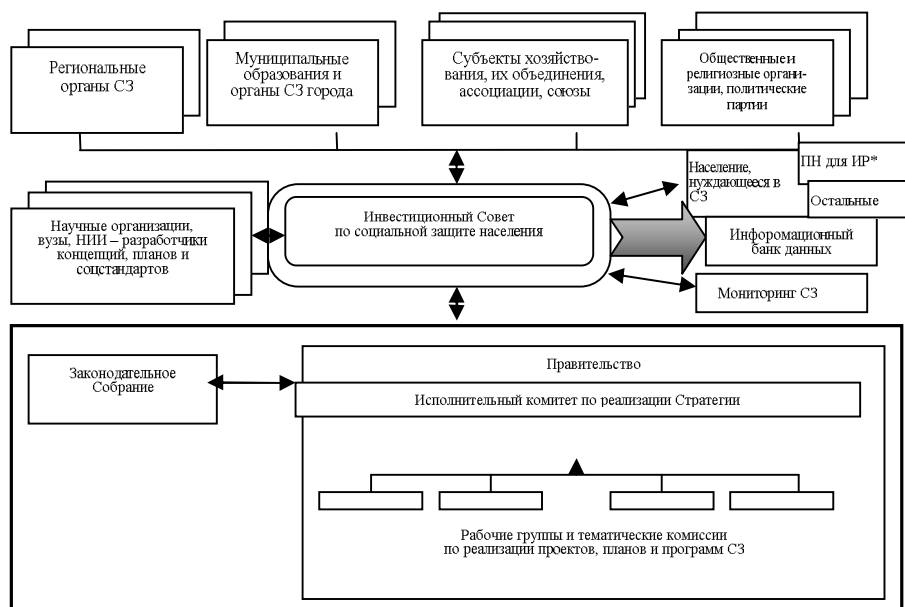 Региональные
органы СЗ
Муниципальные
образования и
органы СЗ города
Субъекты хозяйство-
вания, их объединения,
ассоциации, союзы
Общественные и
религиозные органи-
зации, политические
партии
Население,
нуждающееся в
СЗ
ПН для ИР*
Остальные
Научные организации,
вузы, НИИ – разработчики
концепций, планов и
соцстандартов
Инвестиционный Совет
по социальной защите населения
Инфоромационный
банк данных
Мониторинг СЗ
Законодательное
Собрание
Правительство
Исполнительный комитет по реализации Стратегии
Рабочие группы и тематические комиссии
по реализации проектов, планов и программ СЗ